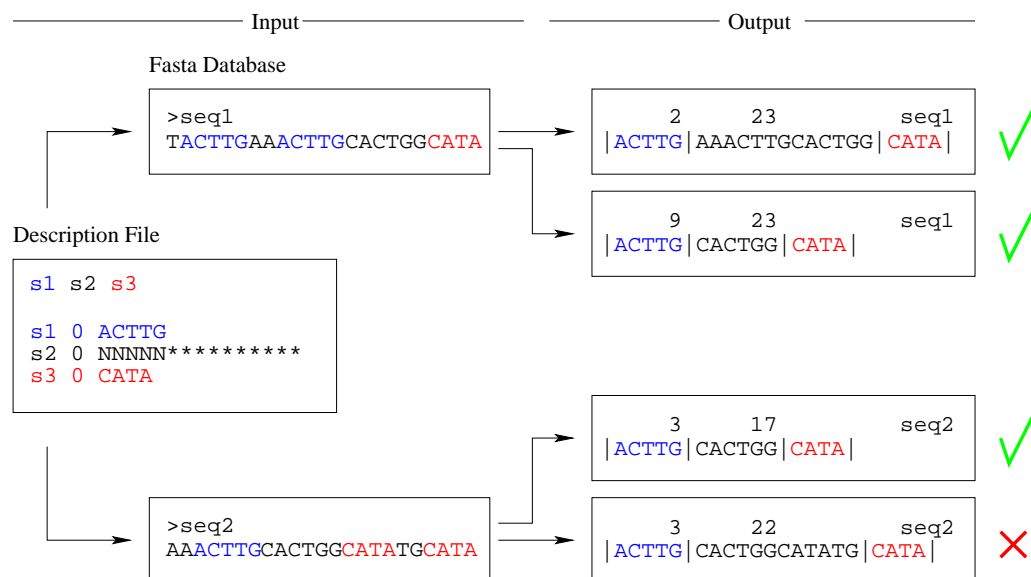 Input
Output
Fasta Database
>seq1
TACTTGAAACTTGCACTGGCATA
2 23 seq1
|ACTTG|AAACTTGCACTGG|CATA|
9 23 seq1
|ACTTG|CACTGG|CATA|
Description File
s1 s2 s3
s1 0 ACTTG
s2 0 NNNNN**********
s3 0 CATA
3 17 seq2
|ACTTG|CACTGG|CATA|
>seq2
AAACTTGCACTGGCATATGCATA
3 22 seq2
|ACTTG|CACTGGCATATG|CATA|